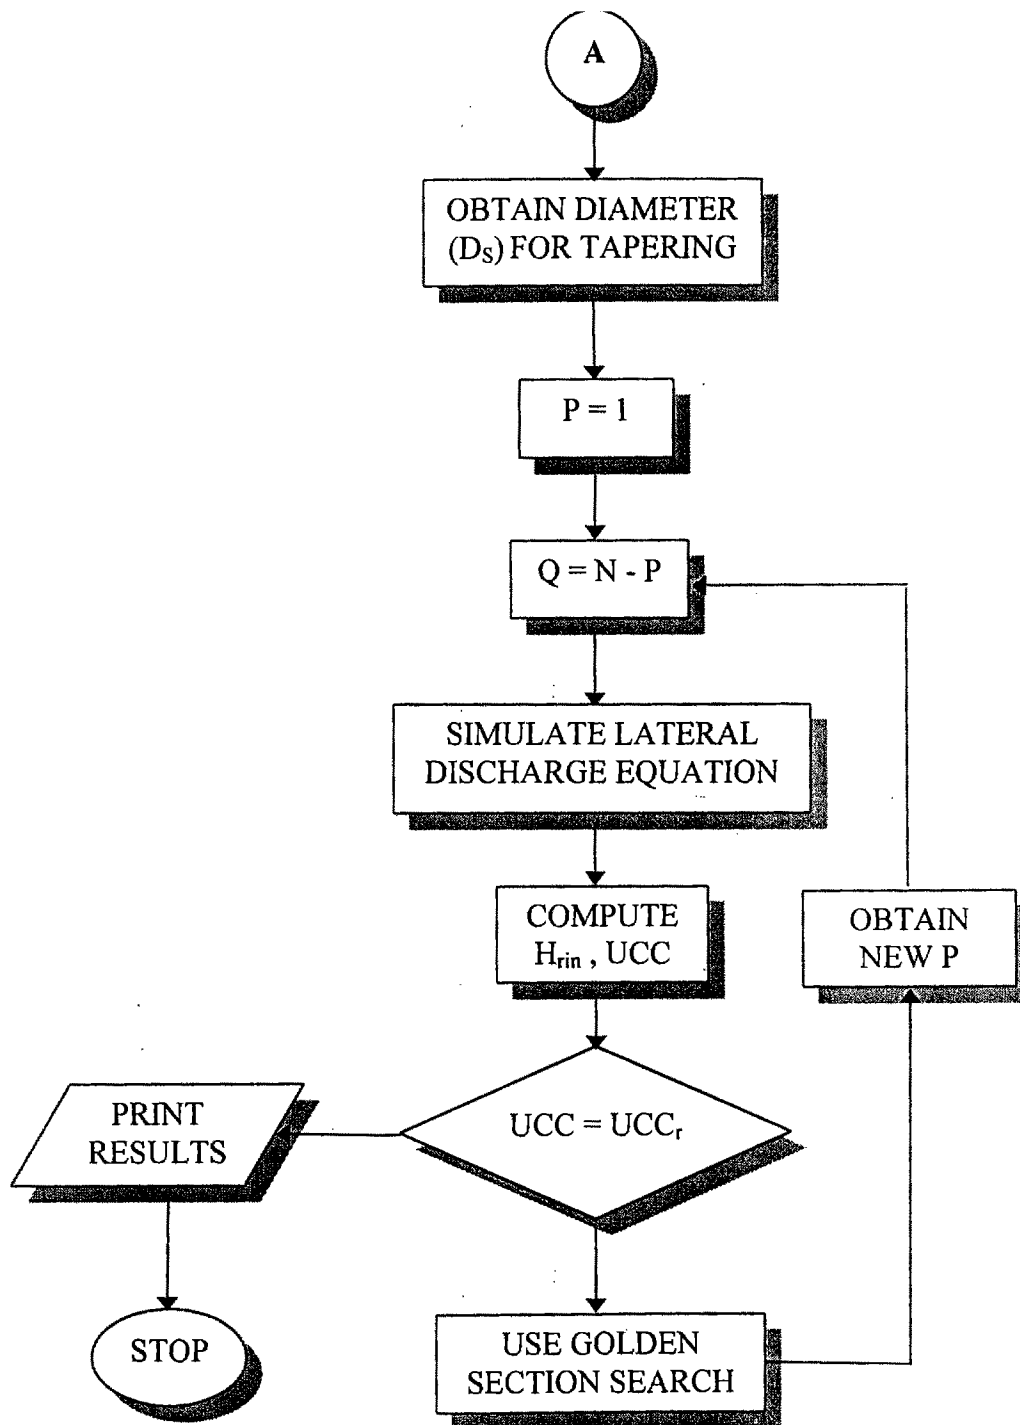 A
OBTAIN DIAMETER
(DS) FOR TAPERING
P = 1
Q = N - P
SIMULATE LATERAL
DISCHARGE EQUATION
COMPUTE
Hrin , UCC
OBTAIN
NEW P
UCC = UCCr
PRINT
RESULTS
STOP
USE GOLDEN
SECTION SEARCH